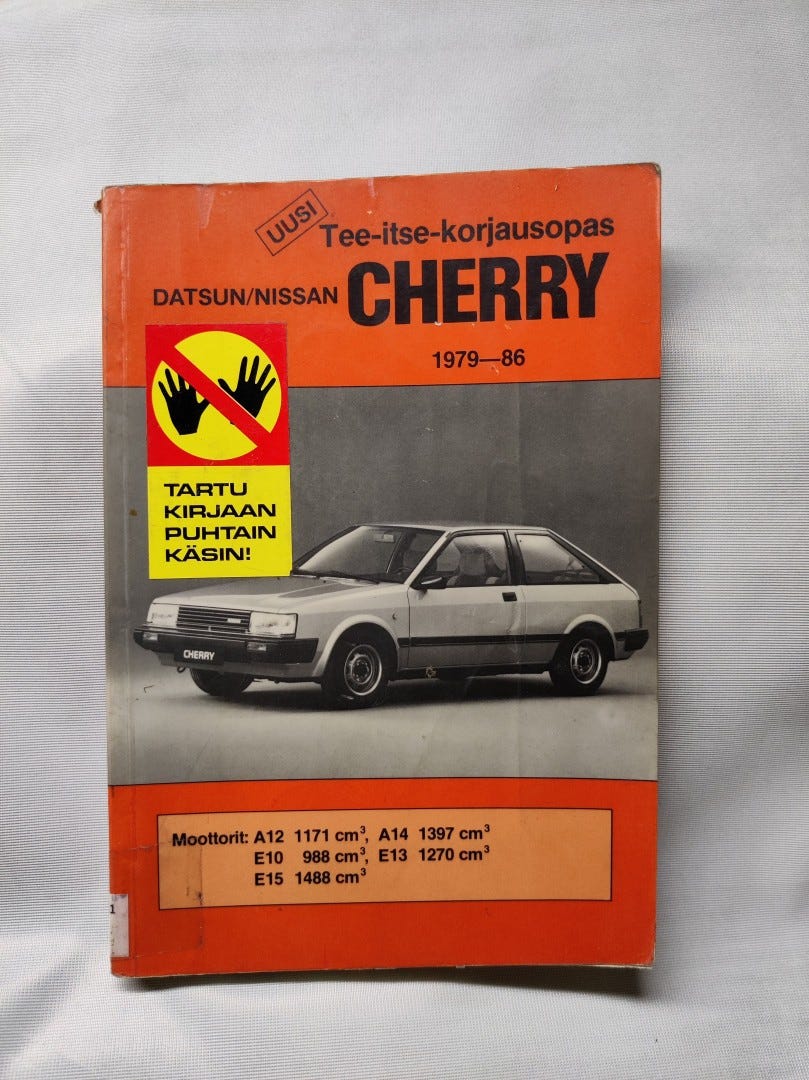 UUSI
Tee-itse-korjausopas
DATSUN/NISSAN CHERRY
1979—86
TARTU
KIRJAAN
PUHTAIN
KÄSIN!
CHERRY
Moottorit: A12 1171 cm³, A14 1397 cm³
E10 988 cm³, E13 1270 cm³
E15 1488 cm³
1